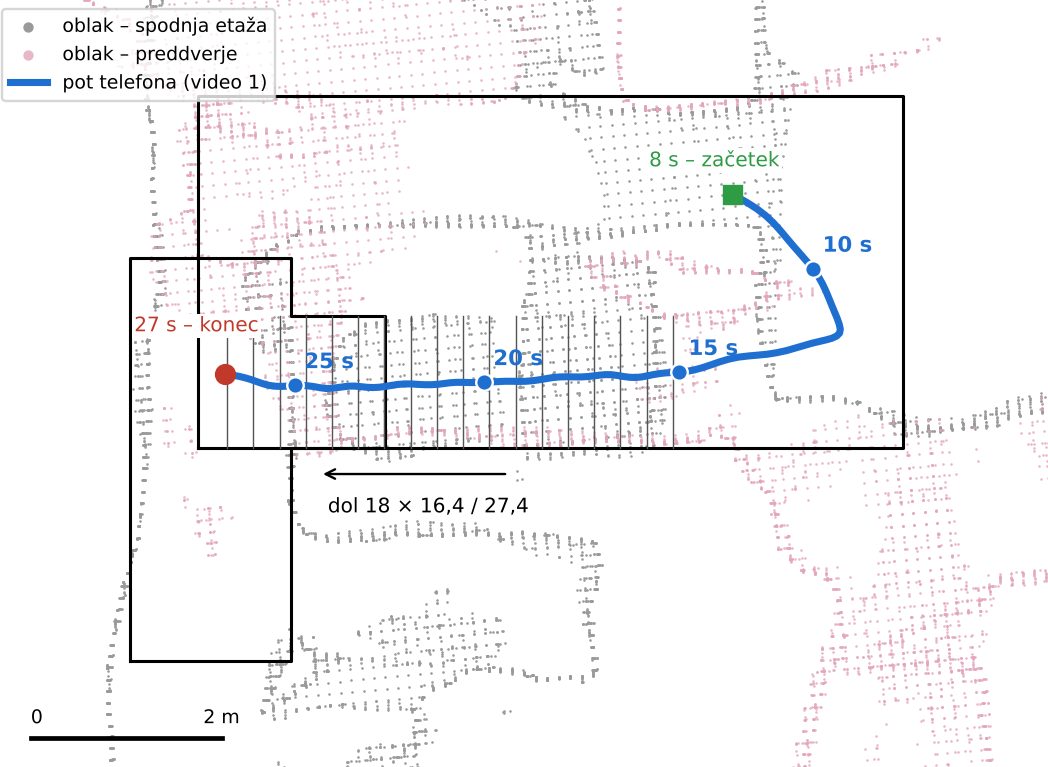 oblak – spodnja etaža
oblak – preddverje
pot telefona (video 1)
8 s – začetek
10 s
27 s – konec
15 s
20 s
25 s
dol 18 × 16,4 / 27,4
0
2 m